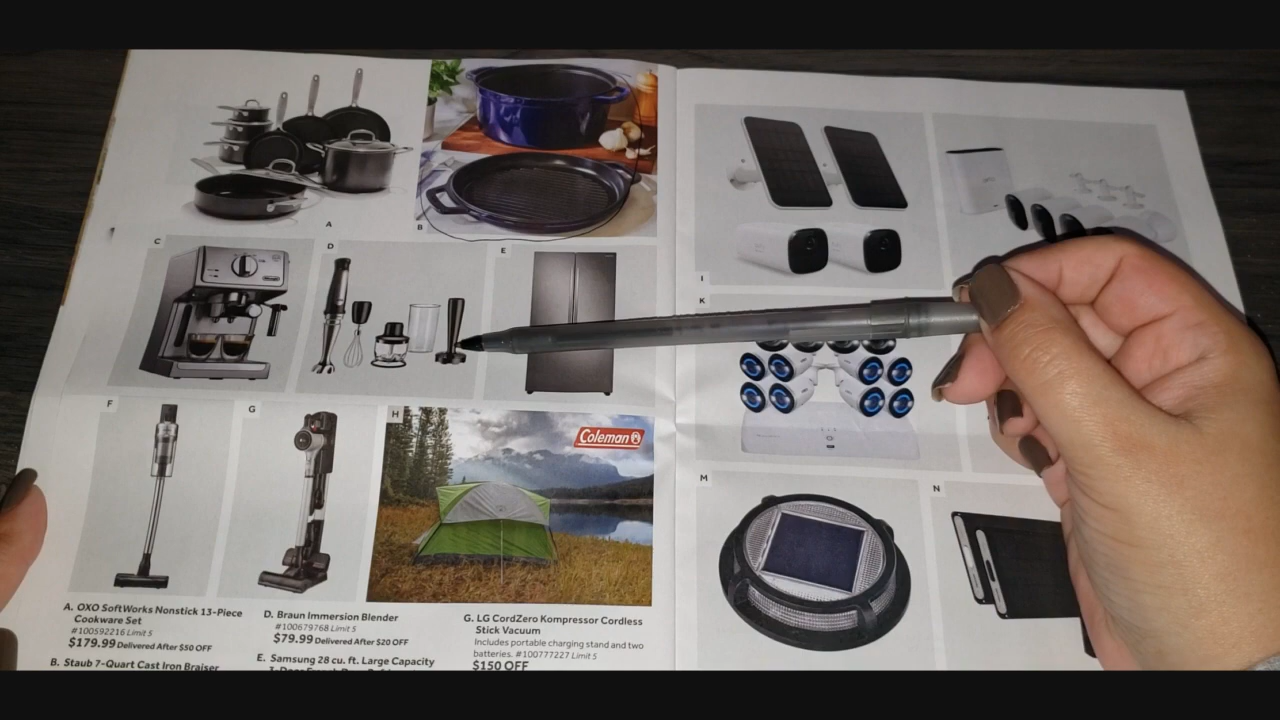 A
B
C
D
E
F
G
H
Coleman
I
K
M
N
A. OXO SoftWorks Nonstick 13-Piece
Cookware Set
#100592216 Limit 5
$179.99 Delivered After $50 OFF
B. Staub 7-Quart Cast Iron Braiser
D. Braun Immersion Blender
#100679768 Limit 5
$79.99 Delivered After $20 OFF
E. Samsung 28 cu. ft. Large Capacity
G. LG CordZero Kompressor Cordless
Stick Vacuum
Includes portable charging stand and two
batteries. #100777227 Limit 5
$150 OFF